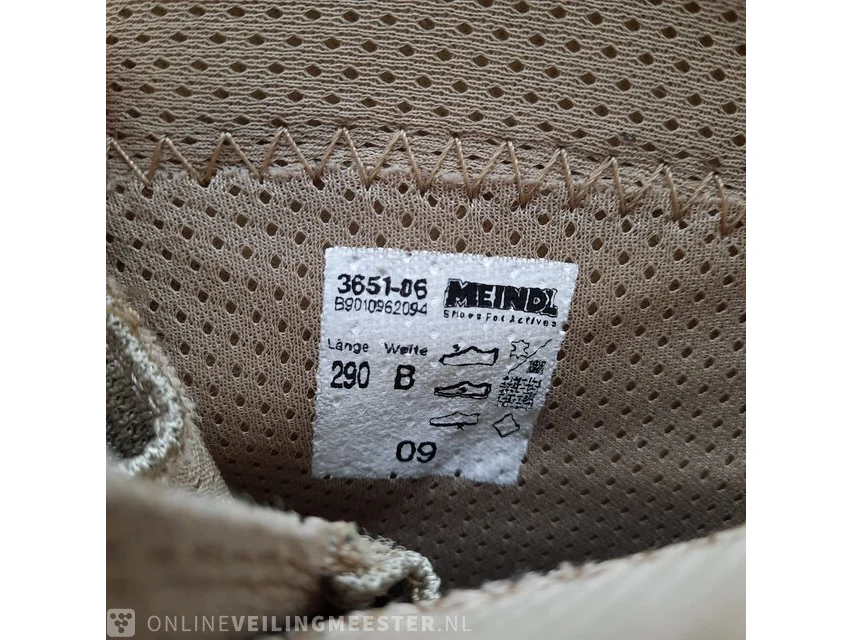 3651-06 MEINDL
B9010962094 Shoes For Actives
Länge Weite
290 B
09
ONLINEVEILINGMEESTER.NL